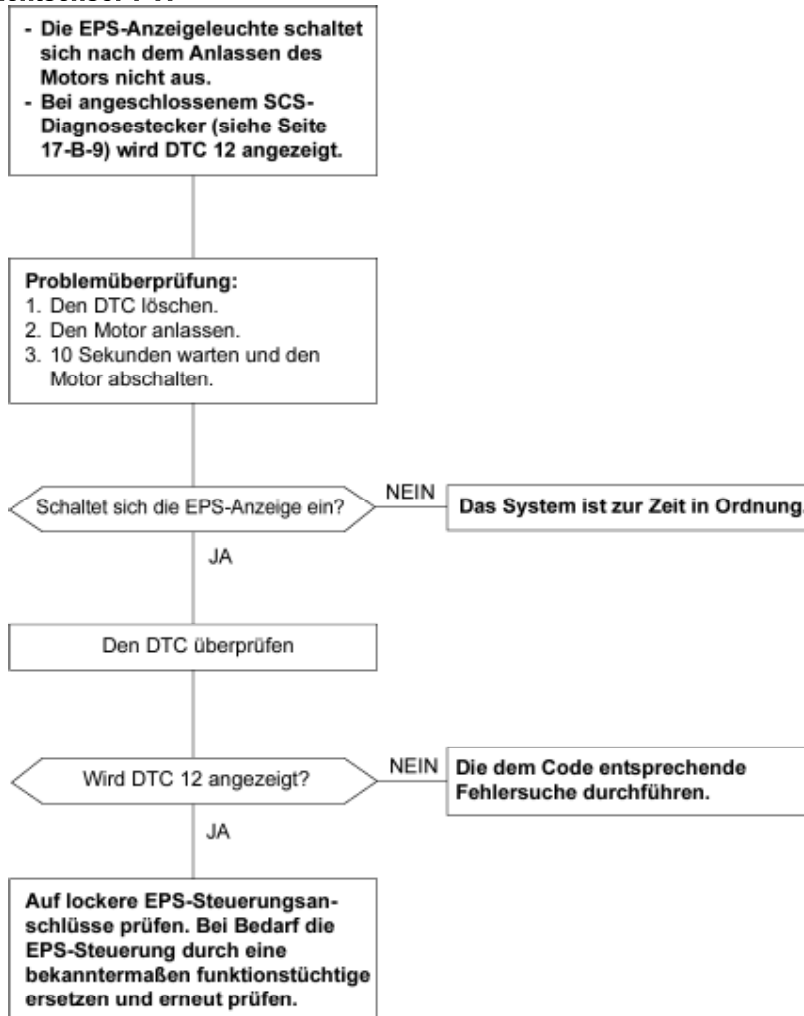 - Die EPS-Anzeigeleuchte schaltet
sich nach dem Anlassen des
Motors nicht aus.
- Bei angeschlossenem SCS-
Diagnosestecker (siehe Seite
17-B-9) wird DTC 12 angezeigt.
Problemüberprüfung:
1. Den DTC löschen.
2. Den Motor anlassen.
3. 10 Sekunden warten und den
Motor abschalten.
Schaltet sich die EPS-Anzeige ein?
NEIN
Das System ist zur Zeit in Ordnung.
JA
Den DTC überprüfen
Wird DTC 12 angezeigt?
NEIN
Die dem Code entsprechende
Fehlersuche durchführen.
JA
Auf lockere EPS-Steuerungsan-
schlüsse prüfen. Bei Bedarf die
EPS-Steuerung durch eine
bekanntermaßen funktionstüchtige
ersetzen und erneut prüfen.